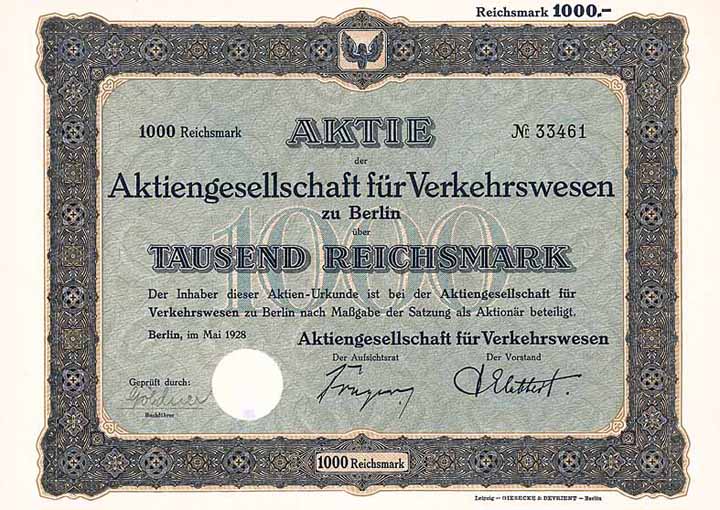 Reichsmark 1000.-
1000 Reichsmark AKTIE № 33461
der
Aktiengesellschaft für Verkehrswesen
zu Berlin
über
1000
TAUSEND REICHSMARK
Der Inhaber dieser Aktien-Urkunde ist bei der Aktiengesellschaft für
Verkehrswesen zu Berlin nach Maßgabe der Satzung als Aktionär beteiligt.
Berlin, im Mai 1928 Aktiengesellschaft für Verkehrswesen
Der Aufsichtsrat Der Vorstand
Geprüft durch:
Buchführer
1000 Reichsmark
Leipzig — GIESECKE & DEVRIENT — Berlin